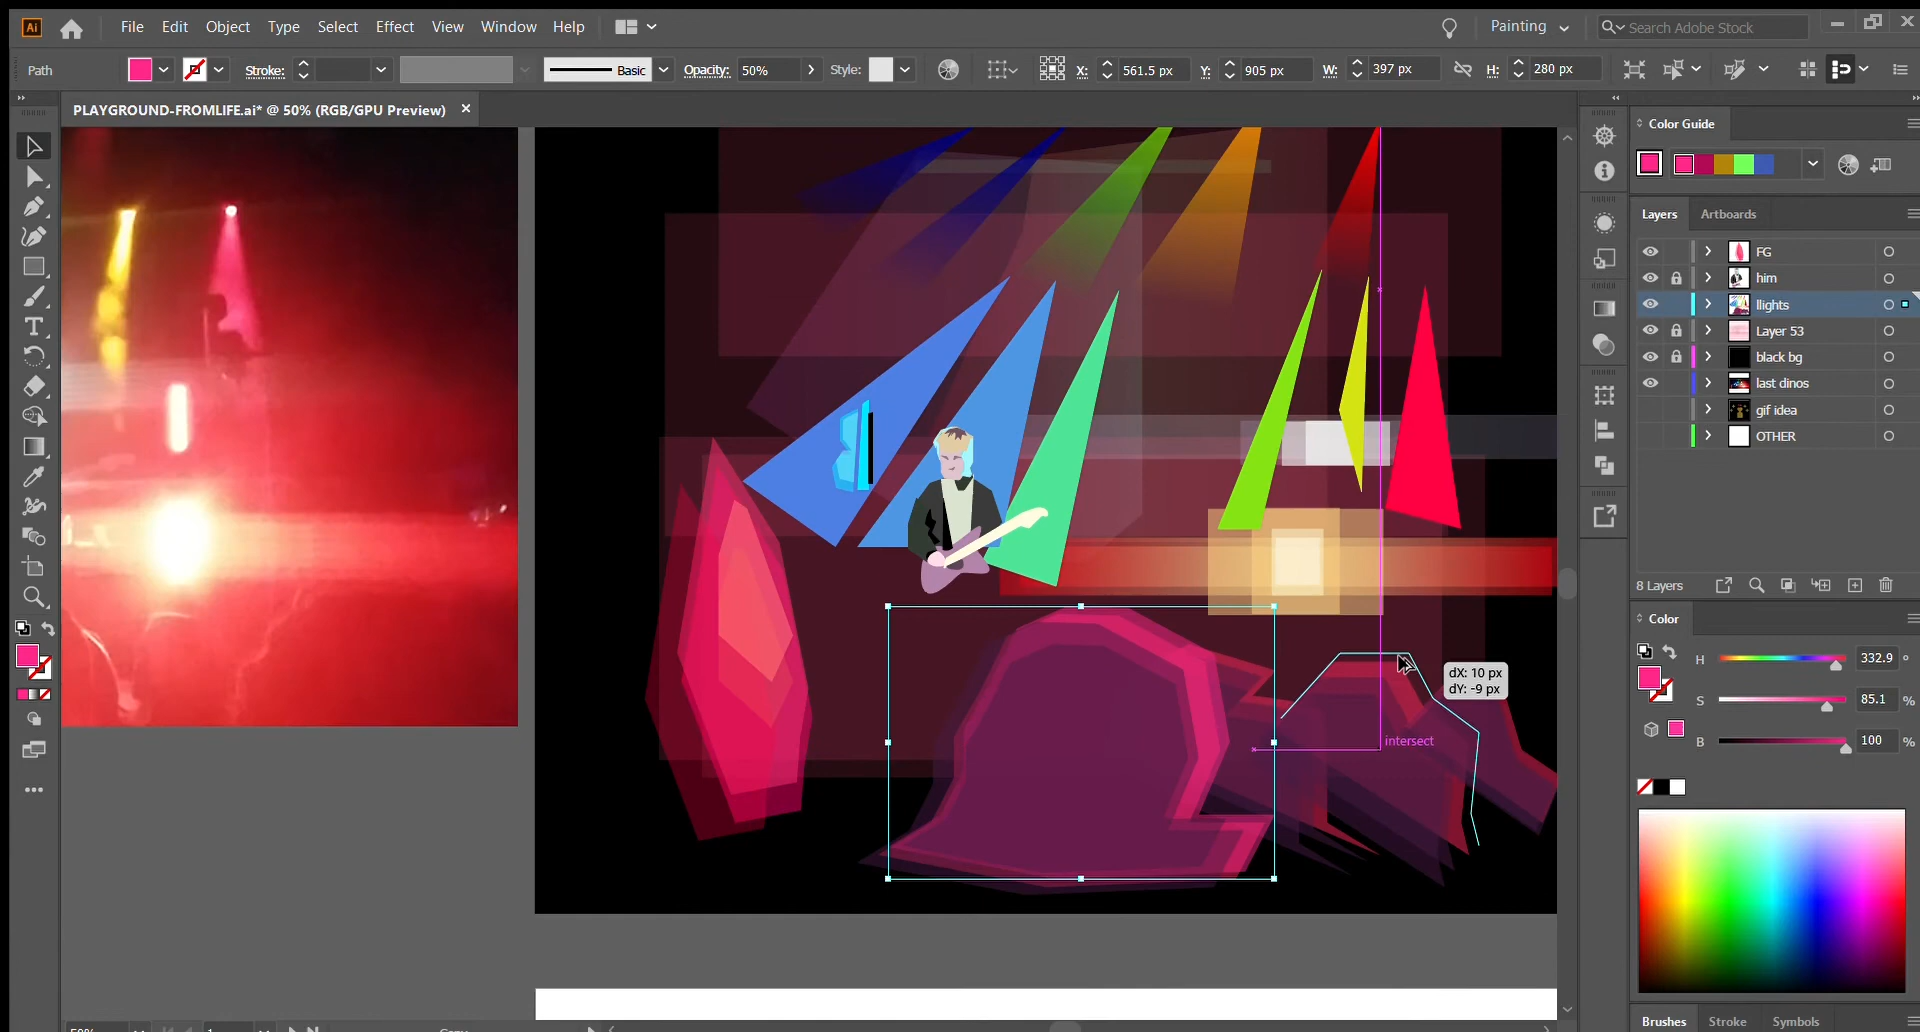 Ai File Edit Object Type Select Effect View Window Help Painting Search Adobe Stock
Path Stroke: Basic Opacity: 50% Style: X: 561.5 px Y: 905 px W: 397 px H: 280 px
PLAYGROUND-FROMLIFE.ai* @ 50% (RGB/GPU Preview) ×
Color Guide
Layers Artboards
FG
him
llights
Layer 53
black bg
last dinos
gif idea
OTHER
8 Layers
Color
H 332.9 °
S 85.1 %
B 100 %
dX: 10 px
dY: -9 px
intersect
Brushes Stroke Symbols